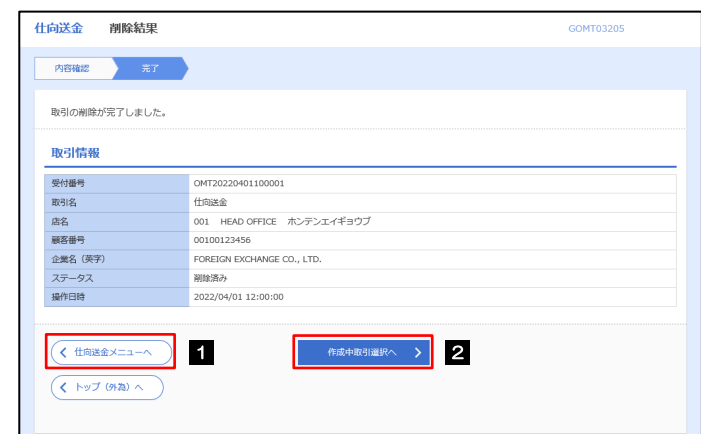 仕向送金 削除結果 GOMT03205
内容確認 完了
取引の削除が完了しました。
取引情報
受付番号 OMT20220401100001
取引名 仕向送金
店名 001 HEAD OFFICE ホンテンエイギョウブ
顧客番号 00100123456
企業名（英字） FOREIGN EXCHANGE CO., LTD.
ステータス 削除済み
操作日時 2022/04/01 12:00:00
仕向送金メニューへ 1 作成中取引選択へ 2
トップ（外為）へ